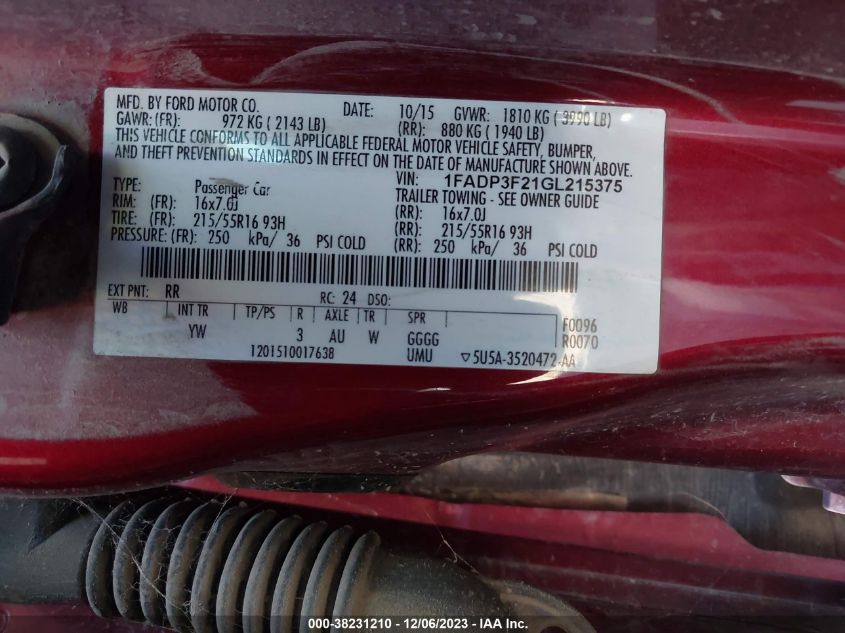 MFD. BY FORD MOTOR CO. DATE: 10/15 GVWR: 1810 KG ( 3990 LB)
GAWR: (FR): 972 KG ( 2143 LB) (RR): 880 KG ( 1940 LB)
THIS VEHICLE CONFORMS TO ALL APPLICABLE FEDERAL MOTOR VEHICLE SAFETY, BUMPER,
AND THEFT PREVENTION STANDARDS IN EFFECT ON THE DATE OF MANUFACTURE SHOWN ABOVE.
VIN: 1FADP3F21GL215375
TYPE: Passenger Car TRAILER TOWING - SEE OWNER GUIDE
RIM: (FR) 16x7.0J (RR): 16x7.0J
TIRE: (FR) 215/55R16 93H (RR): 215/55R16 93H
PRESSURE: (FR) 250 kPa/ 36 PSI COLD (RR) 250 kPa/ 36 PSI COLD
EXT PNT: RR RC: 24 DSO:
WB INT TR TP/PS R AXLE TR SPR F0096
YW 3 AU W GGGG R0070
1201510017638 UMU ▽5U5A-3520472-AA
000-38231210 - 12/06/2023 - IAA Inc.